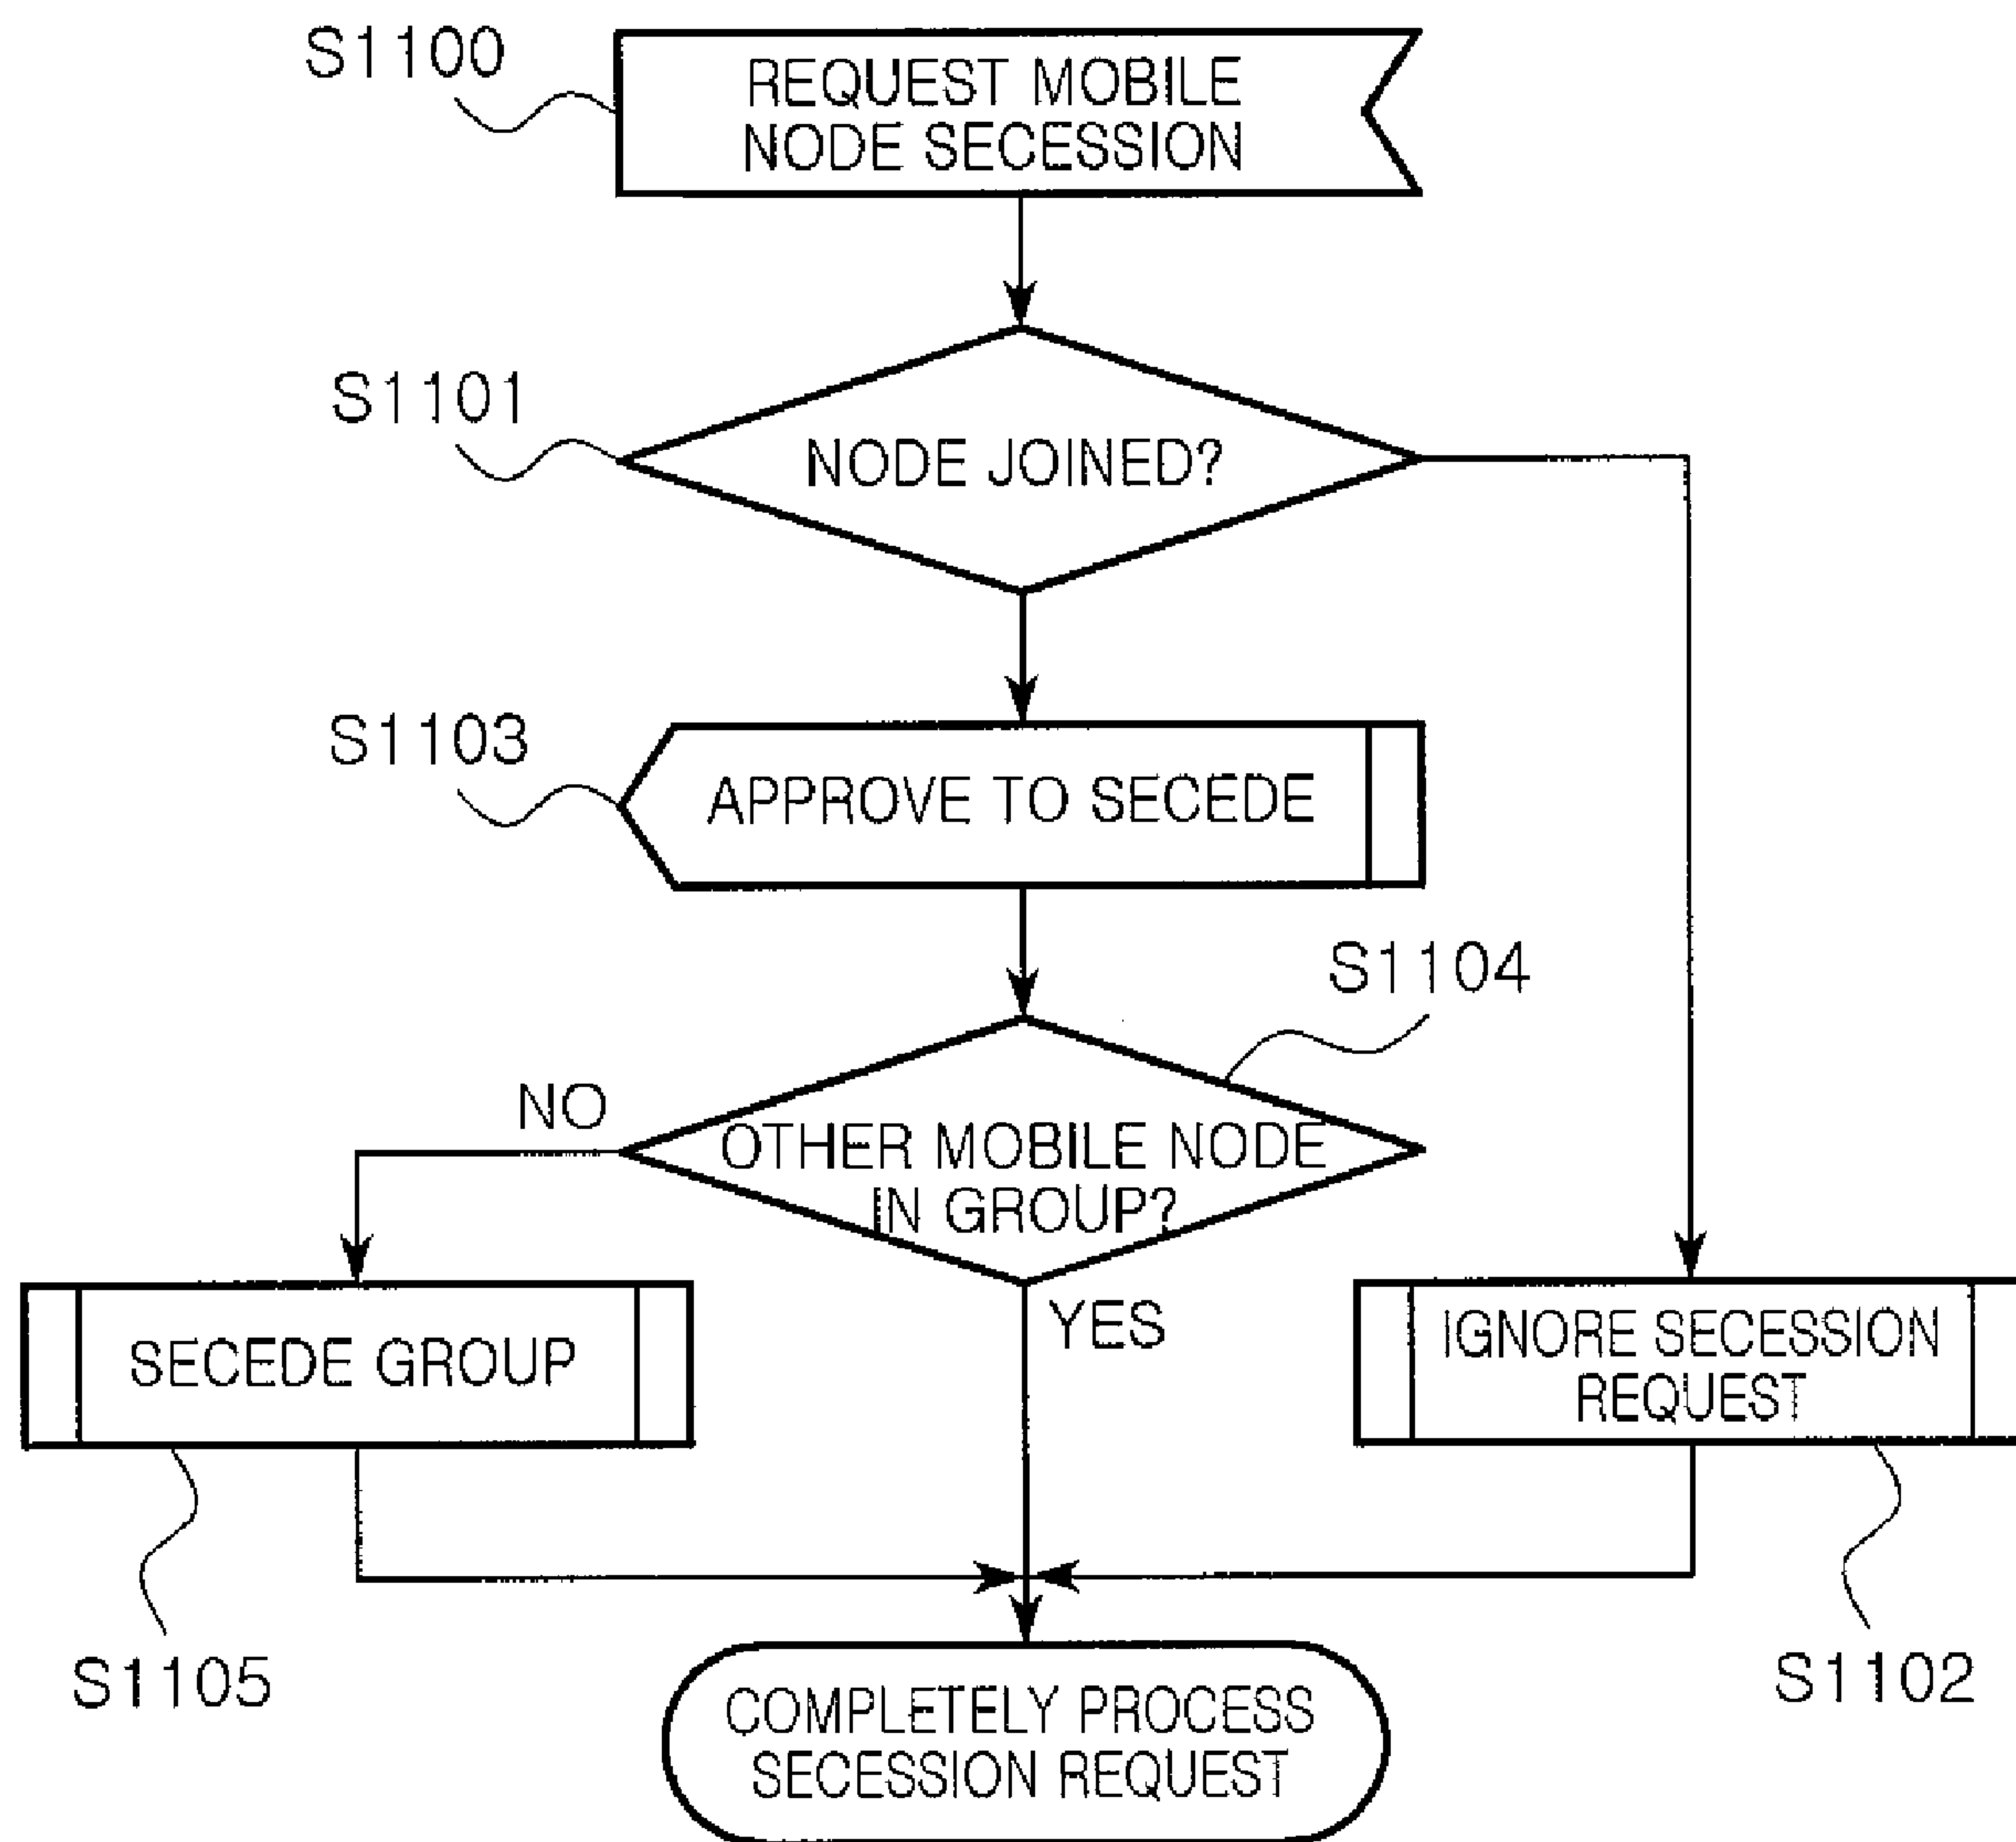 S1100
REQUEST MOBILE
NODE SECESSION
S1101
NODE JOINED?
S1103
APPROVE TO SECEDE
S1104
NO
OTHER MOBILE NODE
IN GROUP?
YES
SECEDE GROUP
IGNORE SECESSION
REQUEST
S1105
S1102
COMPLETELY PROCESS
SECESSION REQUEST